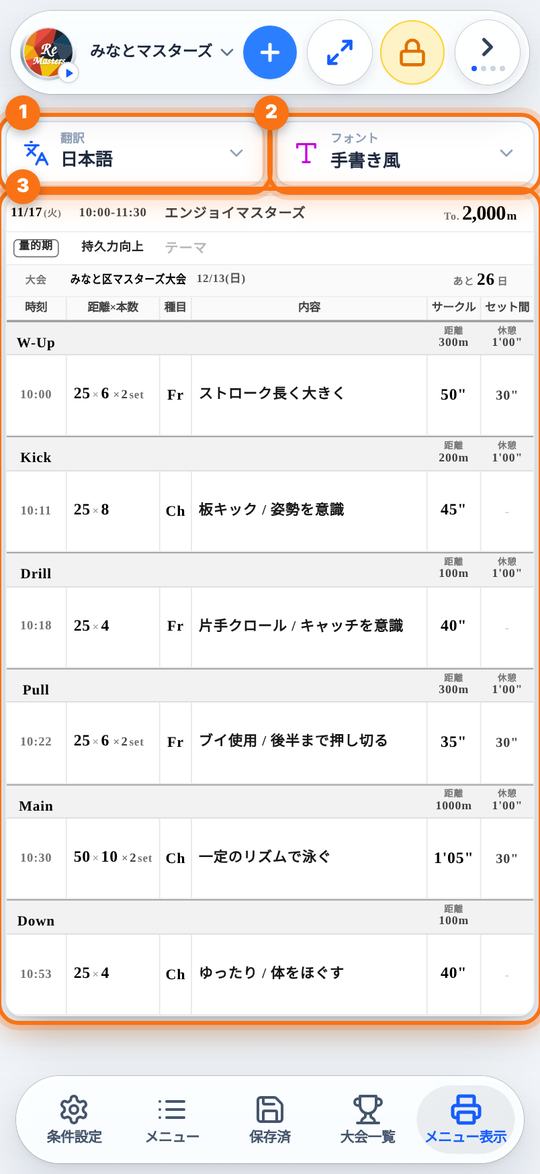 Re
Masters
みなとマスターズ
1
2
翻訳
日本語
フォント
手書き風
3
11/17(火) 10:00-11:30 エンジョイマスターズ To. 2,000m
量的期 持久力向上 テーマ
大会 みなと区マスターズ大会 12/13(日) あと 26 日
時刻 距離×本数 種目 内容 サークル セット間
W-Up 距離 300m 休憩 1'00"
10:00 25×6 ×2set Fr ストローク長く大きく 50" 30"
Kick 距離 200m 休憩 1'00"
10:11 25×8 Ch 板キック / 姿勢を意識 45" -
Drill 距離 100m 休憩 1'00"
10:18 25×4 Fr 片手クロール / キャッチを意識 40" -
Pull 距離 300m 休憩 1'00"
10:22 25×6 ×2set Fr ブイ使用 / 後半まで押し切る 35" 30"
Main 距離 1000m 休憩 1'00"
10:30 50×10 ×2set Ch 一定のリズムで泳ぐ 1'05" 30"
Down 距離 100m
10:53 25×4 Ch ゆったり / 体をほぐす 40" -
条件設定 メニュー 保存済 大会一覧 メニュー表示